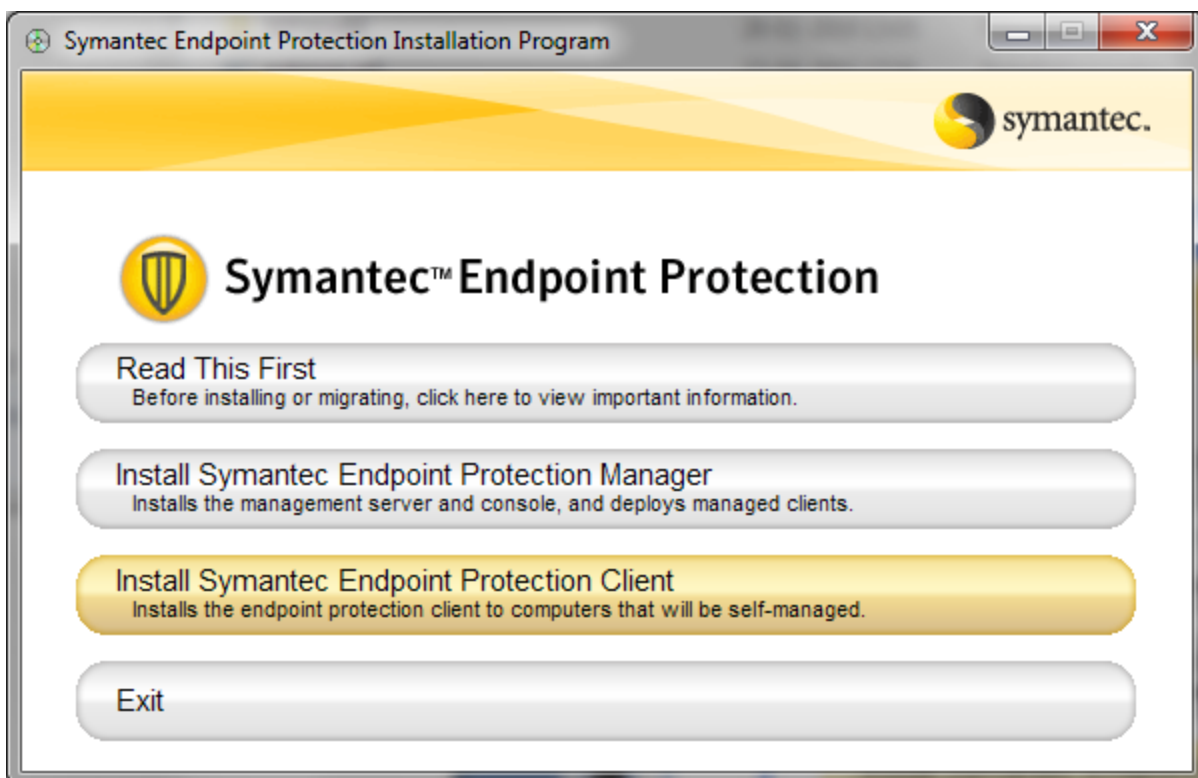 Symantec Endpoint Protection Installation Program
symantec.
Symantec™ Endpoint Protection
Read This First
Before installing or migrating, click here to view important information.
Install Symantec Endpoint Protection Manager
Installs the management server and console, and deploys managed clients.
Install Symantec Endpoint Protection Client
Installs the endpoint protection client to computers that will be self-managed.
Exit